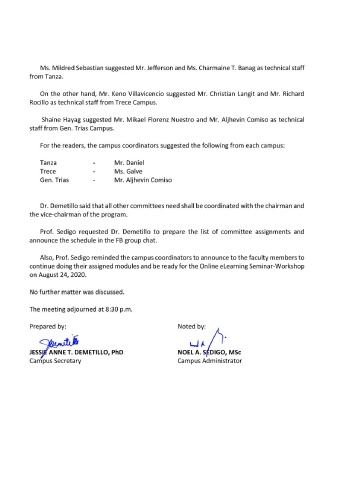 Ms. Mildred Sebastian suggested Mr. Jefferson and Ms. Charmaine T. Banag as technical staff
from Tanza.
On the other hand, Mr. Keno Villavicencio suggested Mr. Christian Langit and Mr. Richard
Rocillo as technical staff from Trece Campus.
Shaine Hayag suggested Mr. Mikael Florenz Nuestro and Mr. Aljhevin Comiso as technical
staff from Gen. Trias Campus.
For the readers, the campus coordinators suggested the following from each campus:
Tanza - Mr. Daniel
Trece - Ms. Galve
Gen. Trias - Mr. Aljhevin Comiso
Dr. Demetillo said that all other committees need shall be coordinated with the chairman and
the vice-chairman of the program.
Prof. Sedigo requested Dr. Demetillo to prepare the list of committee assignments and
announce the schedule in the FB group chat.
Also, Prof. Sedigo reminded the campus coordinators to announce to the faculty members to
continue doing their assigned modules and be ready for the Online eLearning Seminar-Workshop
on August 24, 2020.
No further matter was discussed.
The meeting adjourned at 8:30 p.m.
Prepared by: Noted by:
JESSIE ANNE T. DEMETILLO, PhD NOEL A. SEDIGO, MSc
Campus Secretary Campus Administrator